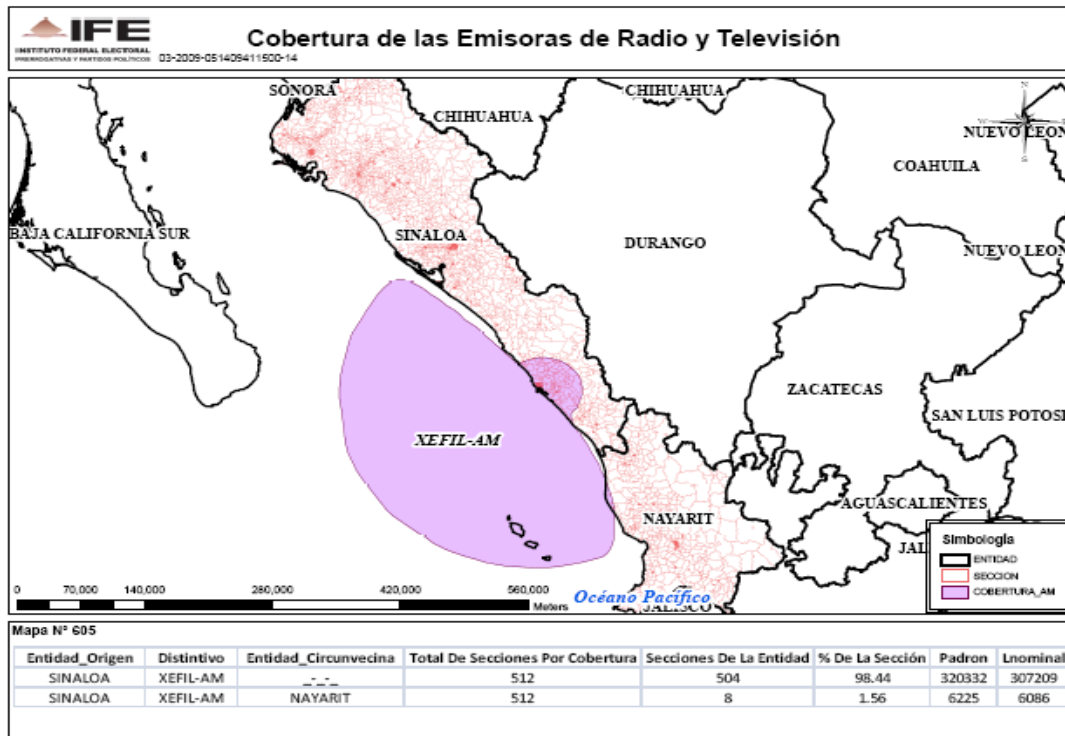 IFE
INSTITUTO FEDERAL ELECTORAL
PRERROGATIVAS Y PARTIDOS POLÍTICOS
03-2009-051409411500-14
Cobertura de las Emisoras de Radio y Televisión
SONORA
CHIHUAHUA
CHIHUAHUA
NUEVO LEON
COAHUILA
BAJA CALIFORNIA SUR
SINALOA
DURANGO
NUEVO LEON
ZACATECAS
SAN LUIS POTOSI
XEFIL-AM
AGUASCALIENTES
NAYARIT
JAL
JALISCO
Océano Pacífico
0 70,000 140,000 280,000 420,000 560,000
Meters
Simbología
ENTIDAD
SECCION
COBERTURA_AM
Mapa N° 605
Entidad_Origen Distintivo Entidad_Circunvecina Total De Secciones Por Cobertura Secciones De La Entidad % De La Sección Padron Lnominal
SINALOA XEFIL-AM _-_-_ 512 504 98.44 320332 307209
SINALOA XEFIL-AM NAYARIT 512 8 1.56 6225 6086